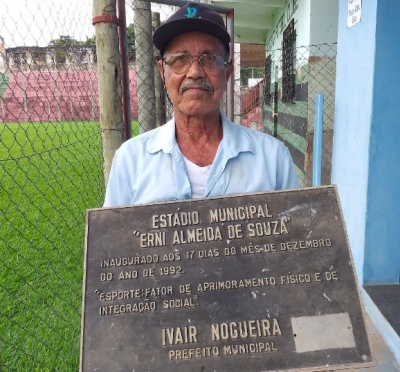 ESTÁDIO MUNICIPAL
"ERNI ALMEIDA DE SOUZA"
INAUGURADO AOS 17 DIAS DO MÊS DE DEZEMBRO
DO ANO DE 1992.
"ESPORTE: FATOR DE APRIMORAMENTO FÍSICO E DE
INTEGRAÇÃO SOCIAL".
IVAIR NOGUEIRA
PREFEITO MUNICIPAL